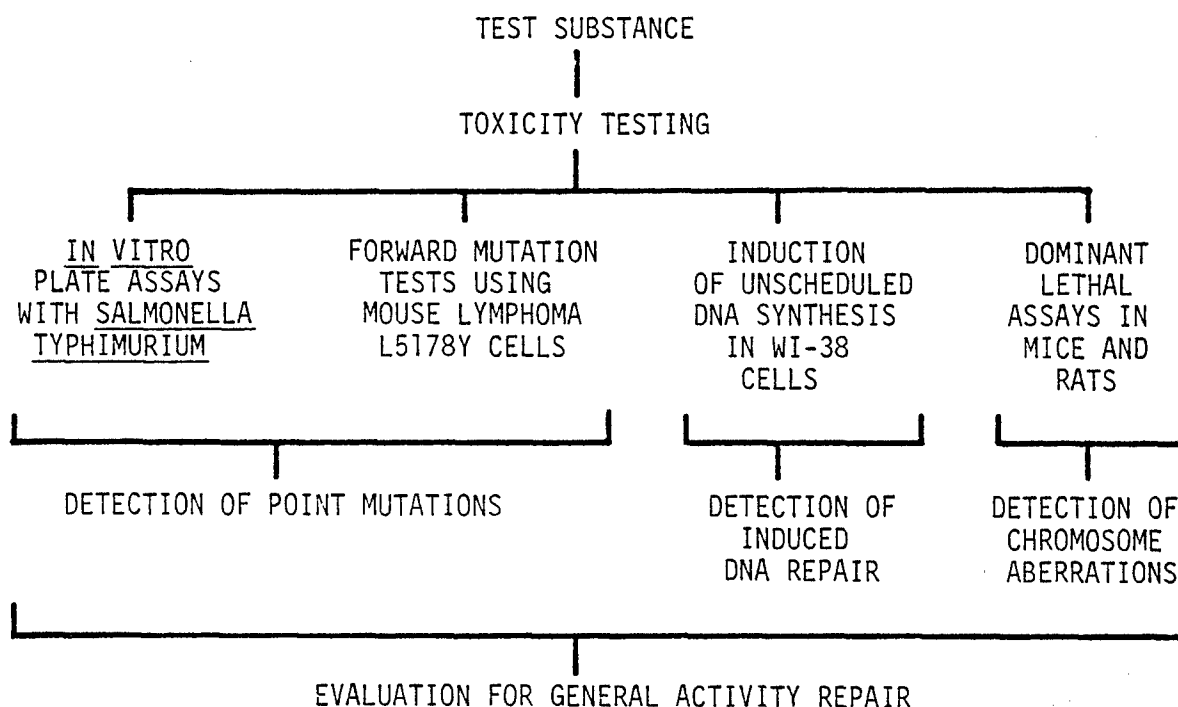 TEST SUBSTANCE
TOXICITY TESTING
IN VITRO
PLATE ASSAYS
WITH SALMONELLA
TYPHIMURIUM
FORWARD MUTATION
TESTS USING
MOUSE LYMPHOMA
L5178Y CELLS
INDUCTION
OF UNSCHEDULED
DNA SYNTHESIS
IN WI-38
CELLS
DOMINANT
LETHAL
ASSAYS IN
MICE AND
RATS
DETECTION OF POINT MUTATIONS
DETECTION OF
INDUCED
DNA REPAIR
DETECTION OF
CHROMOSOME
ABERRATIONS
EVALUATION FOR GENERAL ACTIVITY REPAIR